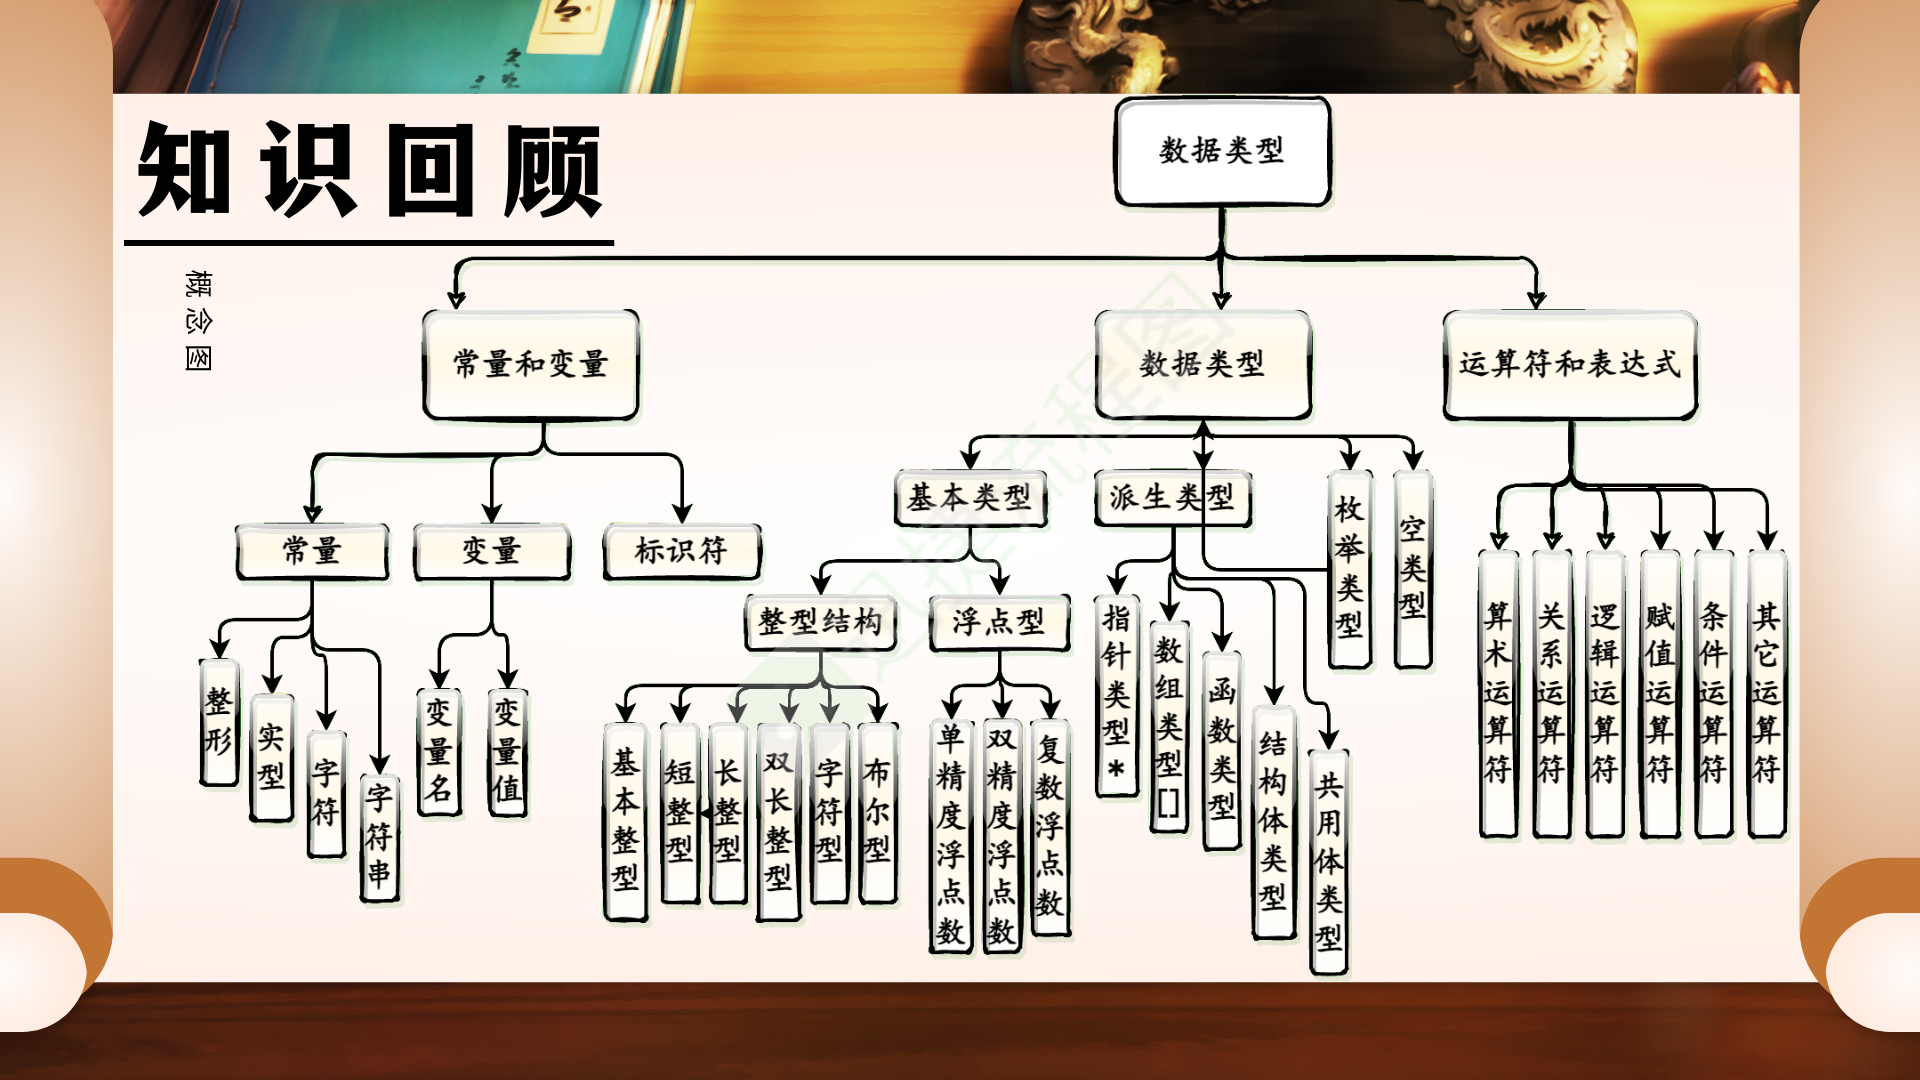 知识回顾
概念图
数据类型
常量和变量
数据类型
运算符和表达式
基本类型
派生类型
枚举类型
空类型
常量
变量
标识符
整型结构
浮点型
整形
实型
字符
字符串
变量名
变量值
基本整型
短整型
长整型
双长整型
字符型
布尔型
单精度浮点数
双精度浮点数
复数浮点数
指针类型*
数组类型[]
函数类型
结构体类型
共用体类型
算术运算符
关系运算符
逻辑运算符
赋值运算符
条件运算符
其它运算符
迅捷流程图